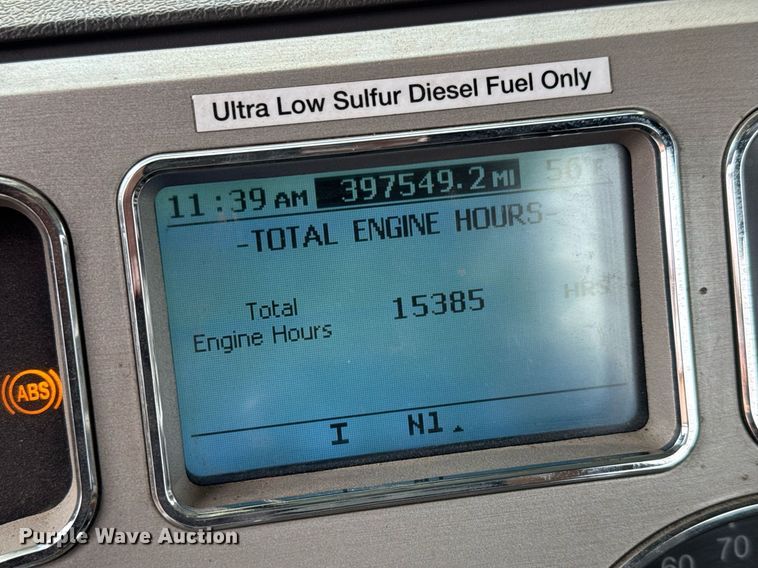 Ultra Low Sulfur Diesel Fuel Only
11:39 AM 397549.2 MI 50°F
-TOTAL ENGINE HOURS-
Total
Engine Hours 15385 HRS
I N1
ABS
Purple Wave Auction
60 70